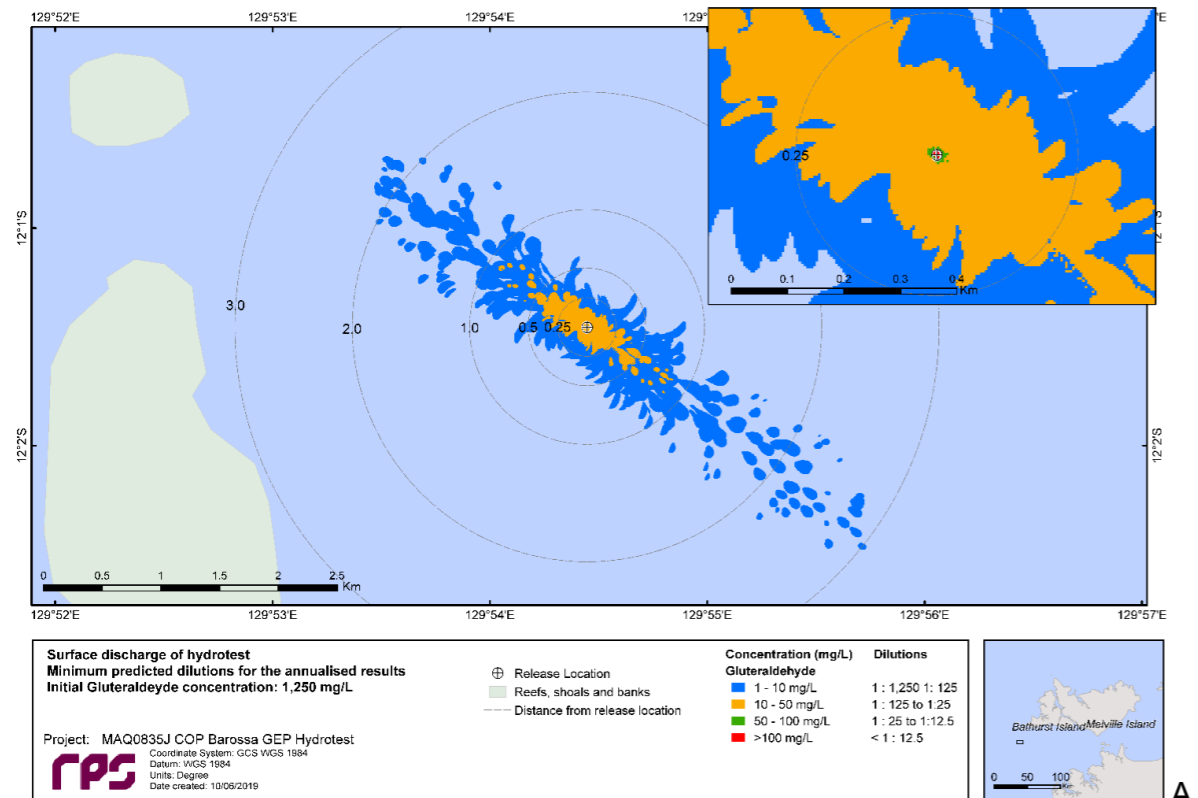 129°52'E
129°53'E
129°54'E
129°
'E
12°1'S
12°2'S
3.0
2.0
1.0
0.5
0.25
0.25
0 0.1 0.2 0.3 0.4
Km
12°2'S
0 0.5 1 1.5 2 2.5
Km
129°52'E
129°53'E
129°54'E
129°55'E
129°56'E
129°57'E
Surface discharge of hydrotest
Minimum predicted dilutions for the annualised results
Initial Gluteraldeyde concentration: 1,250 mg/L
Project: MAQ0835J COP Barossa GEP Hydrotest
rps
Coordinate System: GCS WGS 1984
Datum: WGS 1984
Units: Degree
Date created: 10/06/2019
Release Location
Reefs, shoals and banks
Distance from release location
Concentration (mg/L) Dilutions
Gluteraldehyde
1 - 10 mg/L 1 : 1,250 1: 125
10 - 50 mg/L 1 : 125 to 1:25
50 - 100 mg/L 1 : 25 to 1:12.5
>100 mg/L < 1 : 12.5
Bathurst Island
Melville Island
0 50 100
Km
A